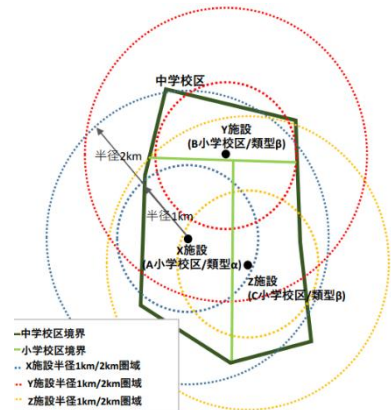 中学校区
Y施設
(B小学校区/類型β)
半径2km
半径1km
X施設
(A小学校区/類型α)
Z施設
(C小学校区/類型β)
中学校区境界
小学校区境界
X施設半径1km/2km圏域
Y施設半径1km/2km圏域
Z施設半径1km/2km圏域